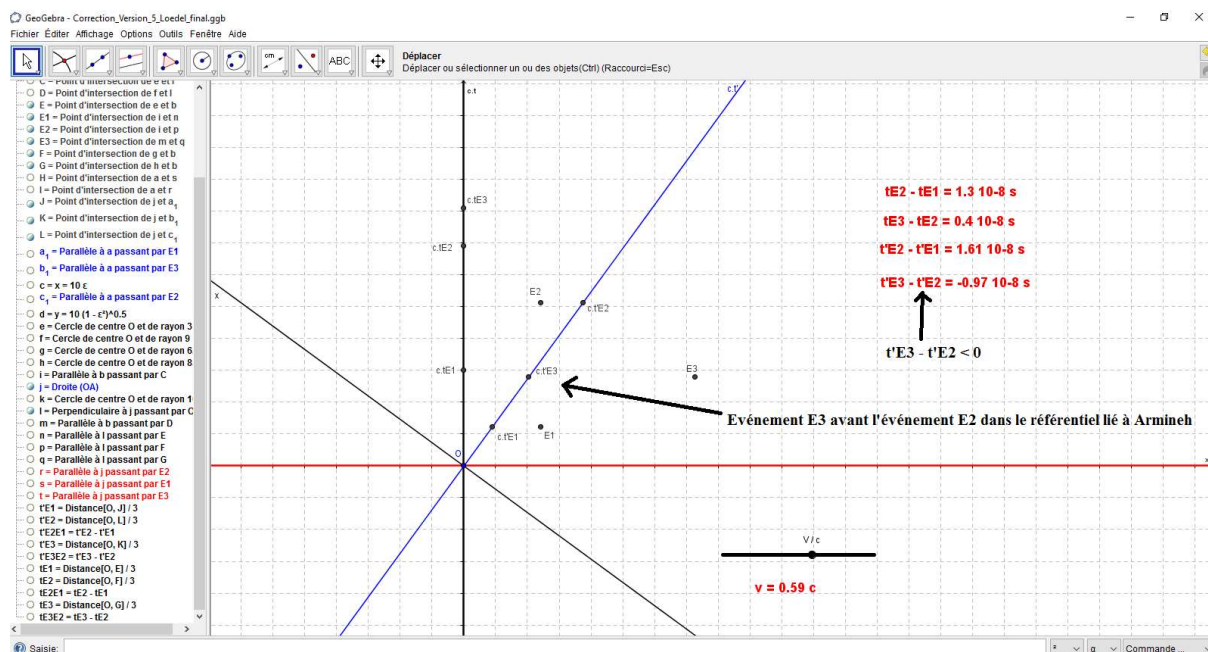 GeoGebra - Correction_Version_5_Loedel_final.ggb
Fichier Éditer Affichage Options Outils Fenêtre Aide
ABC
Déplacer
Déplacer ou sélectionner un ou des objets(Ctrl) (Raccourci=Esc)
D = Point d'intersection de f et l
E = Point d'intersection de e et b
E1 = Point d'intersection de i et n
E2 = Point d'intersection de i et p
E3 = Point d'intersection de m et q
F = Point d'intersection de g et b
G = Point d'intersection de h et b
H = Point d'intersection de a et s
I = Point d'intersection de a et r
J = Point d'intersection de j et a₁
K = Point d'intersection de j et b₁
L = Point d'intersection de j et c₁
a₁ = Parallèle à a passant par E1
b₁ = Parallèle à a passant par E3
c = x = 10 ε
c₁ = Parallèle à a passant par E2
d = y = 10 (1 - ε²)^0.5
e = Cercle de centre O et de rayon 3
f = Cercle de centre O et de rayon 9
g = Cercle de centre O et de rayon 6
h = Cercle de centre O et de rayon 8
i = Parallèle à b passant par C
j = Droite (OA)
k = Cercle de centre O et de rayon 1
l = Perpendiculaire à j passant par O
m = Parallèle à b passant par D
n = Parallèle à l passant par E
p = Parallèle à l passant par F
q = Parallèle à l passant par G
r = Parallèle à j passant par E2
s = Parallèle à j passant par E1
t = Parallèle à j passant par E3
t'E1 = Distance[O, J] / 3
t'E2 = Distance[O, L] / 3
t'E2E1 = t'E2 - t'E1
t'E3 = Distance[O, K] / 3
t'E3E2 = t'E3 - t'E2
tE1 = Distance[O, E] / 3
tE2 = Distance[O, F] / 3
tE2E1 = tE2 - tE1
tE3 = Distance[O, G] / 3
tE3E2 = tE3 - tE2
c.t
c.t'
c.tE3
c.tE2
E2
c.t'E2
x
c.tE1
c.t'E3
E3
c.t'E1
E1
O
x
tE2 - tE1 = 1.3 10-8 s
tE3 - tE2 = 0.4 10-8 s
t'E2 - t'E1 = 1.61 10-8 s
t'E3 - t'E2 = -0.97 10-8 s
t'E3 - t'E2 < 0
Evénement E3 avant l'événement E2 dans le référentiel lié à Armineh
V / c
v = 0.59 c
Saisie:
α
Commande ...